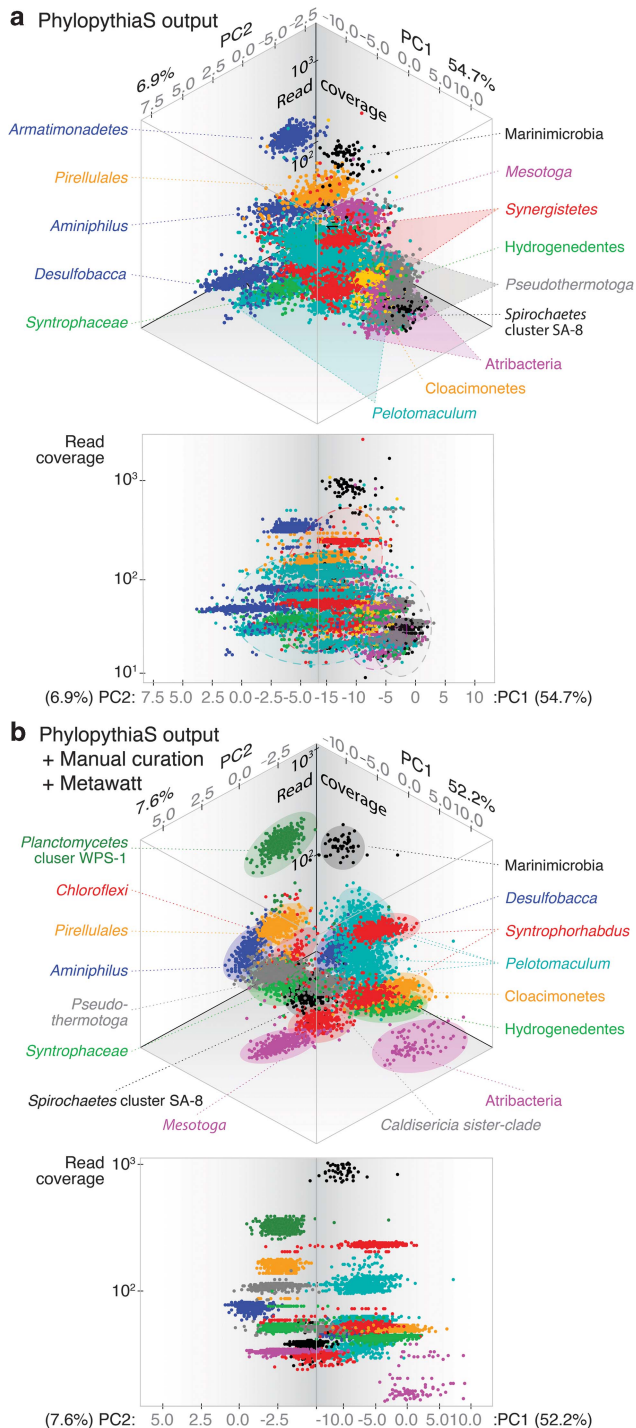 a PhylopythiaS output
PC2
-2.5
-5.0
0.0
2.5
5.0
7.5
6.9%
-10.0
-5.0
0.0
5.0
10.0
PC1
54.7%
10³
Read coverage
10²
Armatimonadetes
Pirellulales
Aminiphilus
Desulfobacca
Syntrophaceae
Marinimicrobia
Mesotoga
Synergistetes
Hydrogenedentes
Pseudothermotoga
Spirochaetes
cluster SA-8
Atribacteria
Cloacimonetes
Pelotomaculum
Read
coverage
10³
10²
10¹
(6.9%) PC2: 7.5 5.0 2.5 0.0 -2.5 -5.0 -15 -10 -5 0 5 10 :PC1 (54.7%)
b PhylopythiaS output
+ Manual curation
+ Metawatt
PC2
-2.5
0.0
2.5
5.0
7.6%
-10.0
-5.0
0.0
5.0
10.0
PC1
52.2%
10³
Read coverage
10²
Planctomycetes
cluser WPS-1
Chloroflexi
Pirellulales
Aminiphilus
Pseudo-
thermotoga
Syntrophaceae
Spirochaetes cluster SA-8
Mesotoga
Marinimicrobia
Desulfobacca
Syntrophorhabdus
Pelotomaculum
Cloacimonetes
Hydrogenedentes
Atribacteria
Caldisericia sister-clade
Read
coverage
10³
10²
(7.6%) PC2: 5.0 2.5 0.0 -2.5 -10.0 -5.0 0.0 5.0 10.0 :PC1 (52.2%)